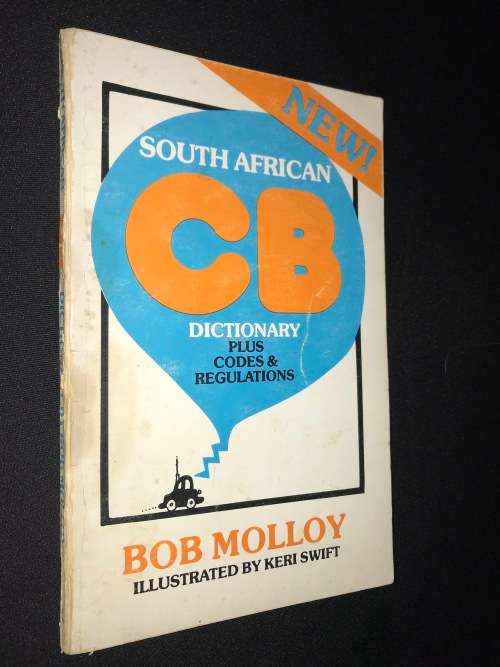 NEW!
SOUTH AFRICAN
CB
DICTIONARY
PLUS
CODES &
REGULATIONS
BOB MOLLOY
ILLUSTRATED BY KERI SWIFT